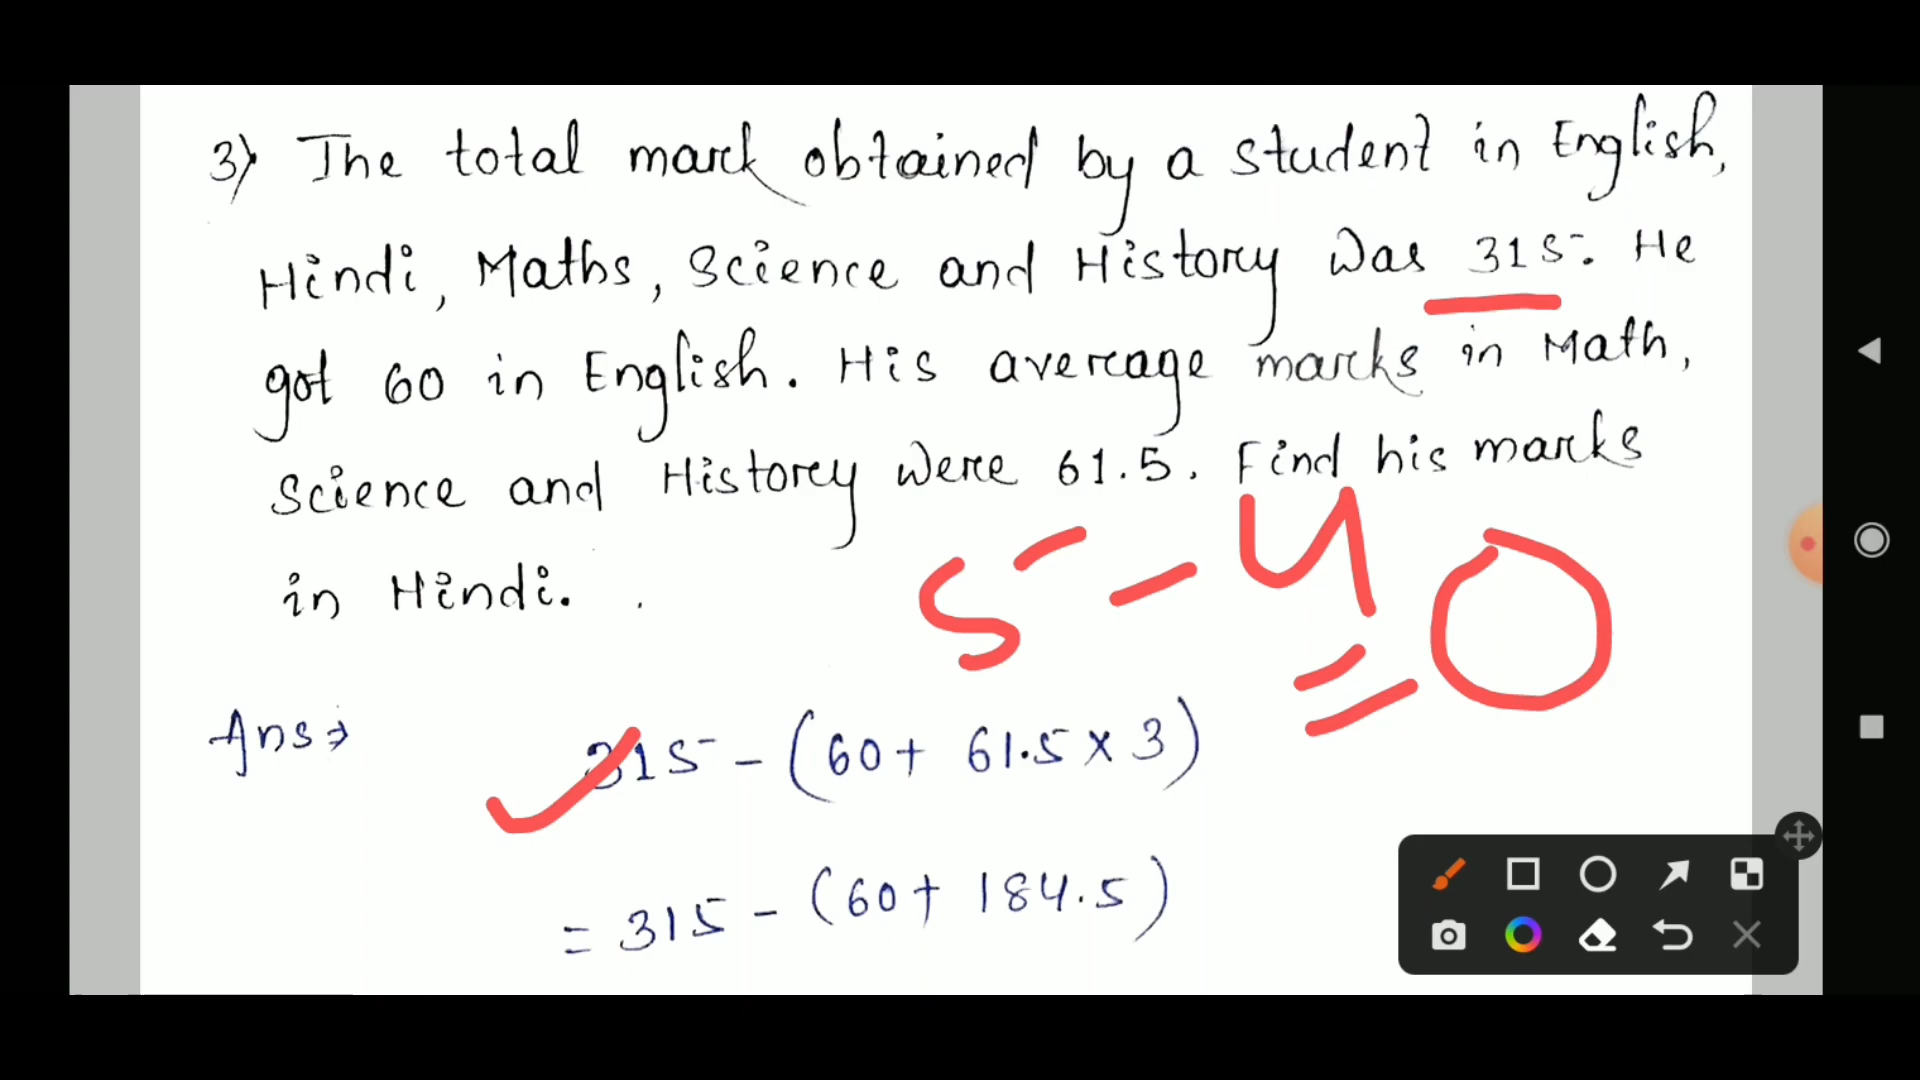 3) The total mark obtained by a student in English,
Hindi, Maths, Science and History was 315. He
got 60 in English. His average marks in Math,
Science and History were 61.5. Find his marks
in Hindi.
5 - 4
= O
Ans→ 315 - (60 + 61.5 × 3)
= 315 - (60 + 184.5)